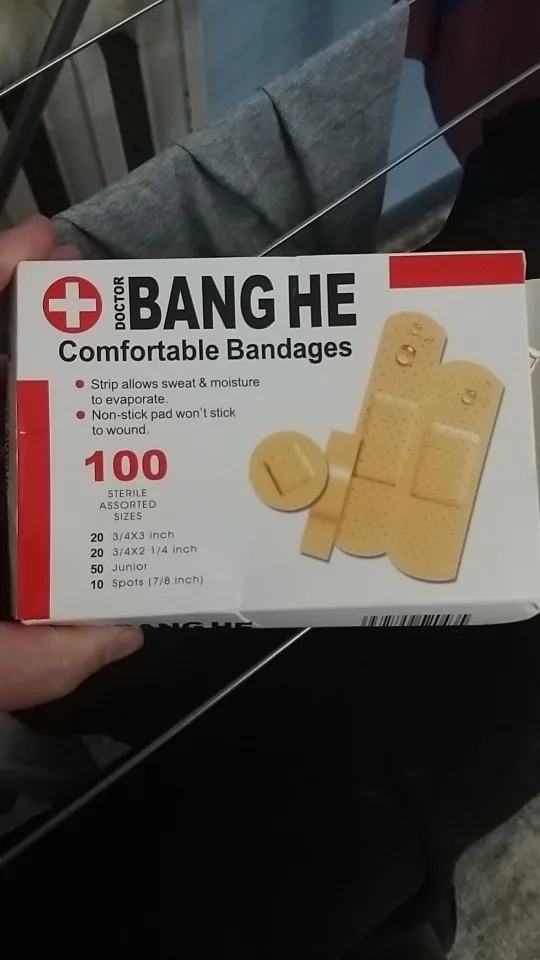 DOCTOR
BANG HE
Comfortable Bandages
Strip allows sweat & moisture
to evaporate.
Non-stick pad won't stick
to wound.
100
STERILE
ASSORTED
SIZES
20 3/4X3 inch
20 3/4X2 1/4 inch
50 Junior
10 Spots (7/8 inch)
BANG HE